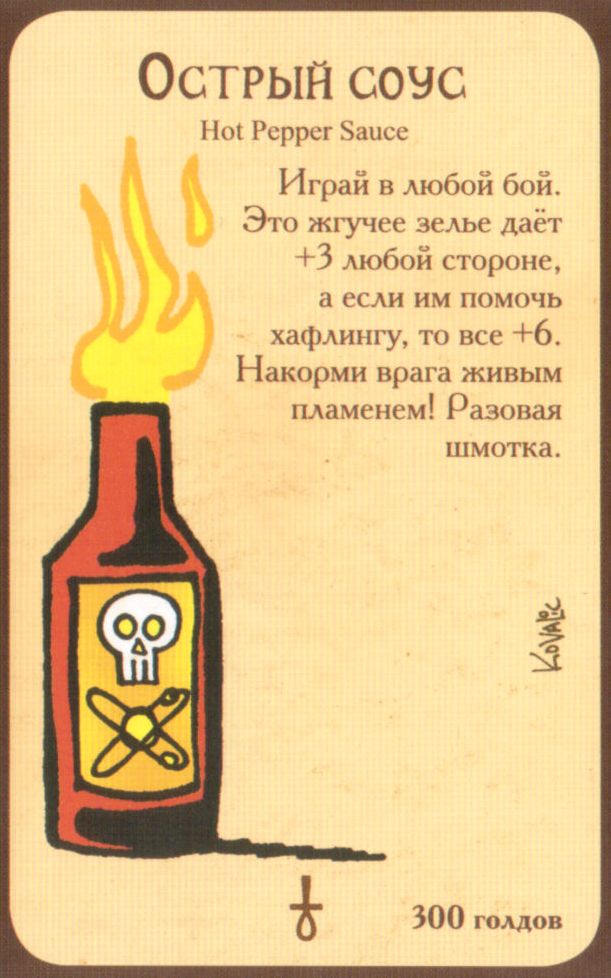 Острый соус
Hot Pepper Sauce
Играй в любой бой.
Это жгучее зелье даёт
+3 любой стороне,
а если им помочь
хафлингу, то все +6.
Накорми врага живым
пламенем! Разовая
шмотка.
Kovalic
300 голдов